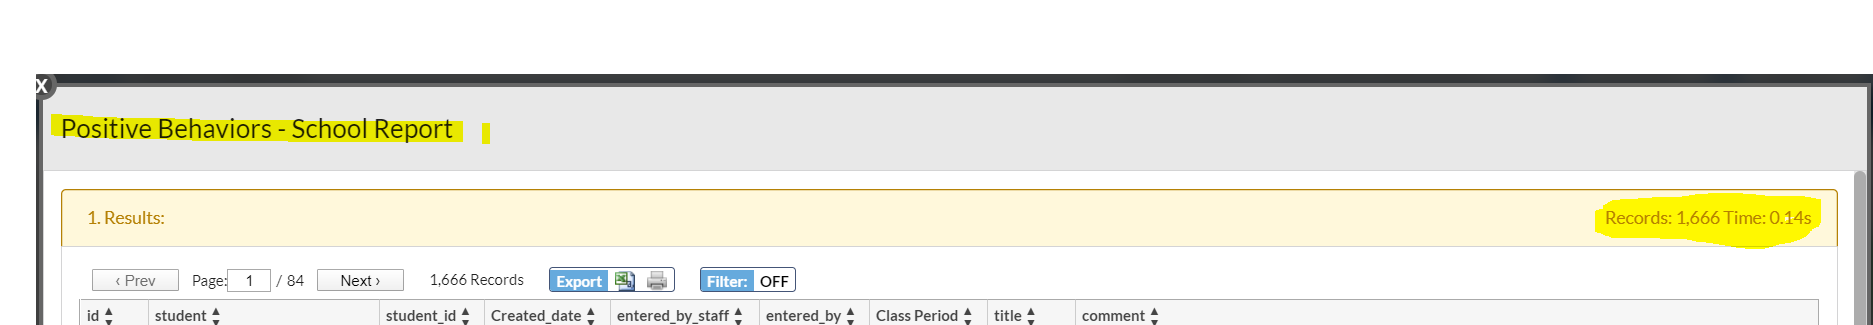 X
Positive Behaviors - School Report
1. Results:
Records: 1,666 Time: 0.14s
‹ Prev Page: 1 / 84 Next › 1,666 Records Export Filter: OFF
id student student_id Created_date entered_by_staff entered_by Class Period title comment